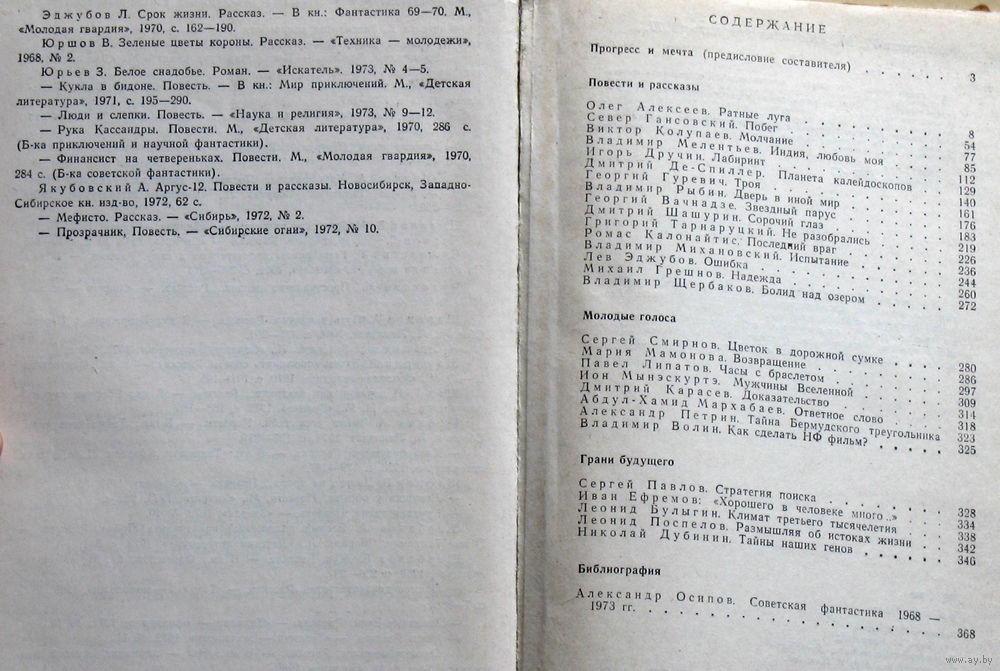 Эджубов Л. Срок жизни. Рассказ. — В кн.: Фантастика 69—70. М.,
«Молодая гвардия», 1970, с. 162—190.
Юршов В. Зеленые цветы короны. Рассказ. — «Техника — молодежи»,
1968, № 2.
Юрьев З. Белое снадобье. Роман. — «Искатель». 1973, № 4—5.
— Кукла в бидоне. Повесть. — В кн.: Мир приключений. М., «Детская
литература», 1971, с. 195—290.
— Люди и слепки. Повесть. — «Наука и религия», 1973, № 9—12.
— Рука Кассандры. Повести. М., «Детская литература», 1970, 286 с.
(Б-ка приключений и научной фантастики).
— Финансист на четвереньках. Повести. М., «Молодая гвардия», 1970,
284 с. (Б-ка советской фантастики).
Якубовский А. Аргус-12. Повести и рассказы. Новосибирск, Западно-
Сибирское кн. изд-во, 1972, 62 с.
— Мефисто. Рассказ. — «Сибирь», 1972, № 2.
— Прозрачник, Повесть. — «Сибирские огни», 1972, № 10.
СОДЕРЖАНИЕ
Прогресс и мечта (предисловие составителя) . . . . . . 3
Повести и рассказы
Олег Алексеев. Ратные луга . . . . . . 8
Север Гансовский. Побег . . . . . . 54
Виктор Колупаев. Молчание . . . . . . 77
Владимир Мелентьев. Индия, любовь моя . . . . 85
Игорь Дручин. Лабиринт . . . . . . 112
Дмитрий Де-Спиллер. Планета калейдоскопов . . 129
Георгий Гуревич. Троя . . . . . . 140
Владимир Рыбин. Дверь в иной мир . . . . 161
Георгий Вачнадзе. Звездный парус . . . . 176
Дмитрий Шашурин. Сорочий глаз . . . . 183
Григорий Тарнаруцкий. Не разобрались . . . . 219
Ромас Калонайтис. Последний враг . . . . 226
Владимир Михановский. Испытание . . . . 236
Лев Эджубов. Ошибка . . . . . . 244
Михаил Грешнов. Надежда . . . . . . 260
Владимир Щербаков. Болид над озером . . . . 272
Молодые голоса
Сергей Смирнов. Цветок в дорожной сумке . . . . 280
Мария Мамонова. Возвращение . . . . . . 286
Павел Липатов. Часы с браслетом . . . . . . 297
Ион Мынэскуртэ. Мужчины Вселенной . . . . 309
Дмитрий Карасев. Доказательство . . . . . . 314
Абдул-Хамид Мархабаев. Ответное слово . . . . 318
Александр Петрин. Тайна Бермудского треугольника 323
Владимир Волин. Как сделать НФ фильм? . . . . . 325
Грани будущего
Сергей Павлов. Стратегия поиска . . . . . . 328
Иван Ефремов: «Хорошего в человеке много..» . . . 334
Леонид Булыгин. Климат третьего тысячелетия . . . 338
Леонид Поспелов. Размышляя об истоках жизни . . 342
Николай Дубинин. Тайны наших генов . . . . . 346
Библиография
Александр Осипов. Советская фантастика 1968 —
1973 гг. . . . . . . . . . . 368
www.ay.by